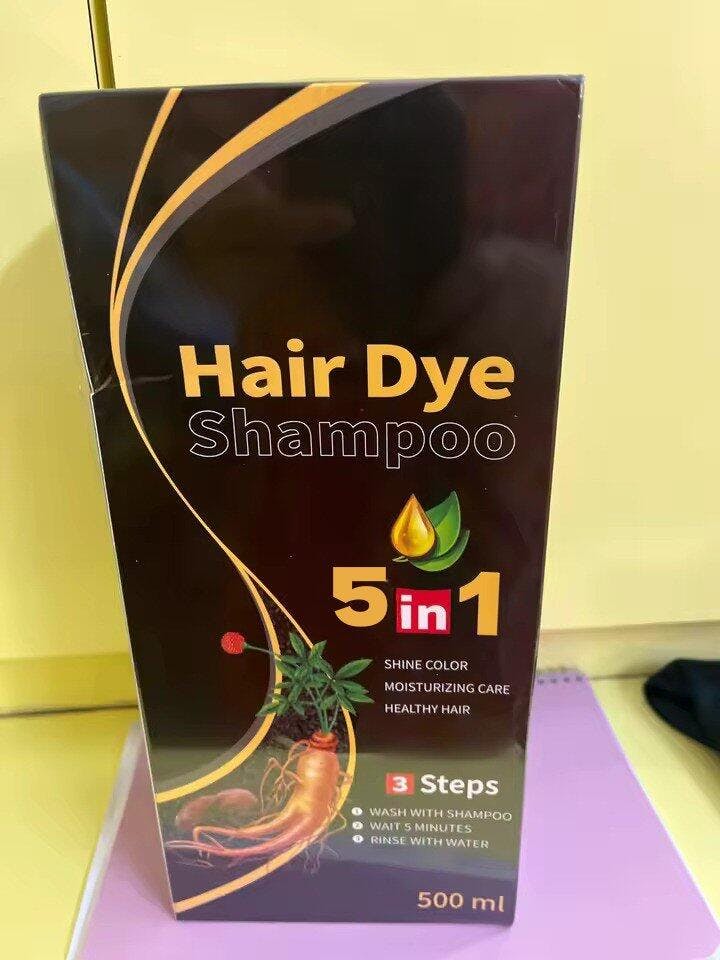 Hair Dye
Shampoo
5 in 1
SHINE COLOR
MOISTURIZING CARE
HEALTHY HAIR
3 Steps
1 WASH WITH SHAMPOO
2 WAIT 5 MINUTES
3 RINSE WITH WATER
500 ml